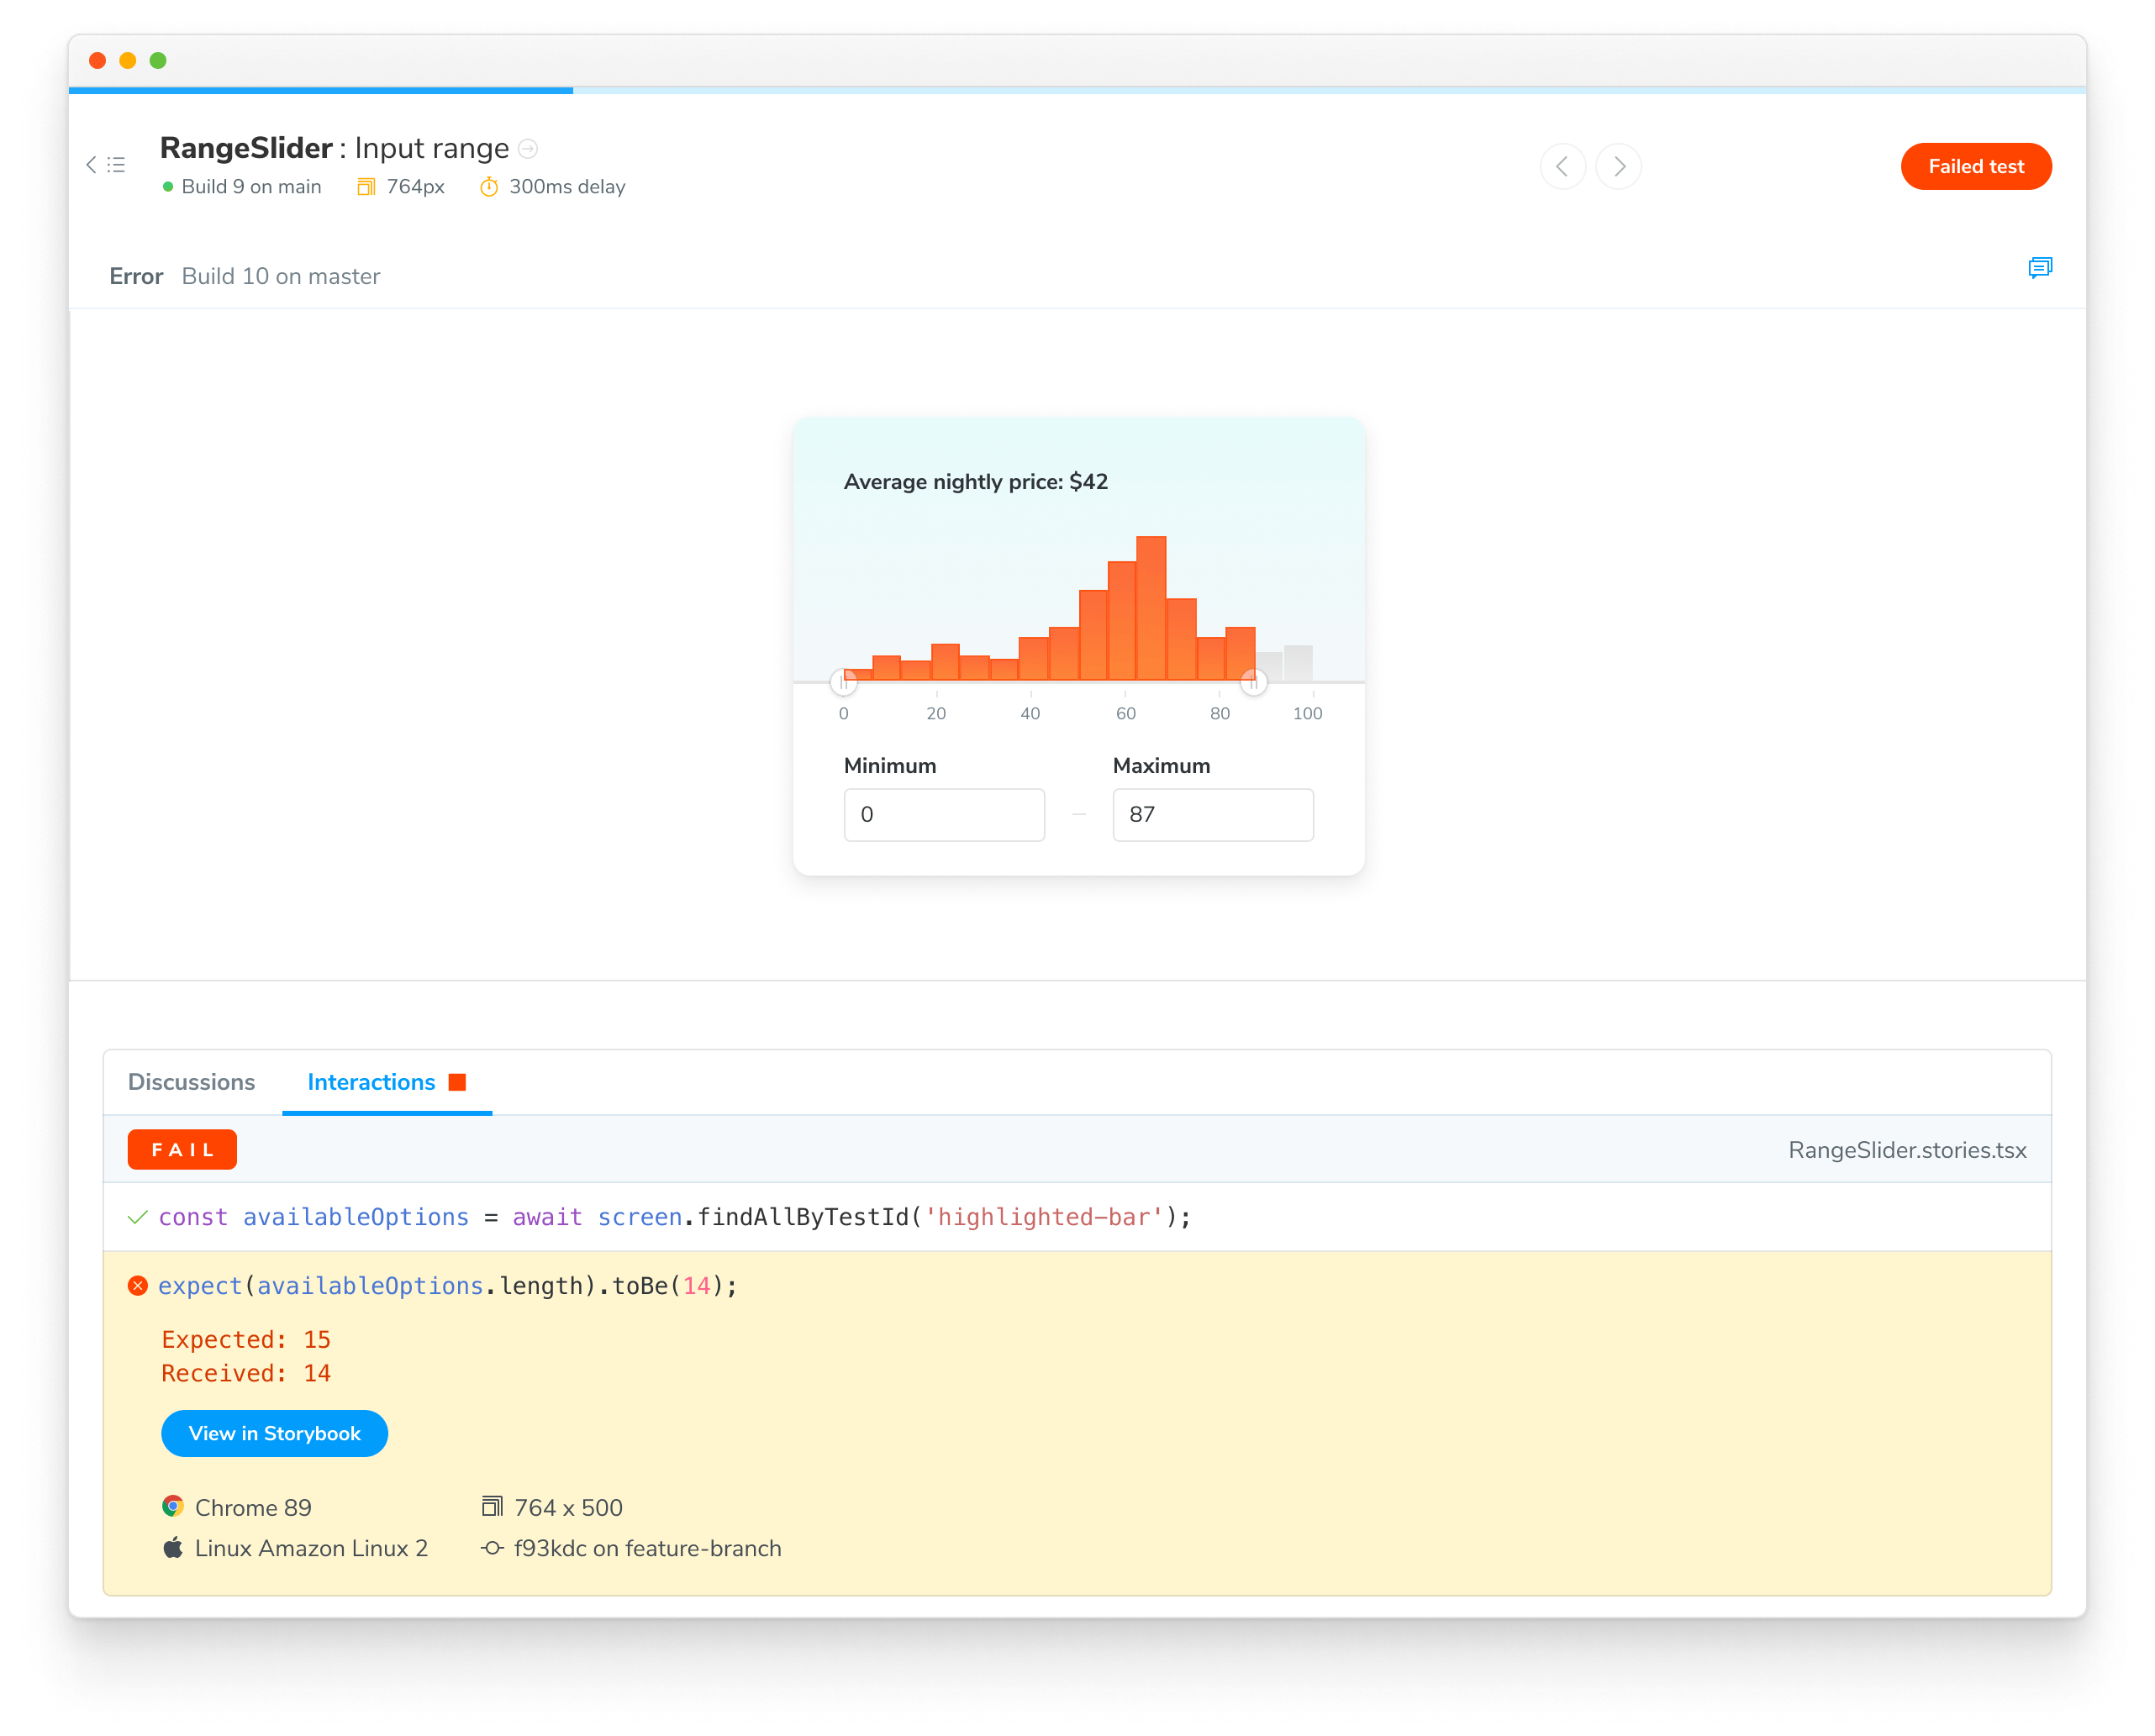 RangeSlider : Input range
Build 9 on main 764px 300ms delay
Failed test
Error Build 10 on master
Average nightly price: $42
0 20 40 60 80 100
Minimum Maximum
0 – 87
Discussions Interactions
FAIL RangeSlider.stories.tsx
const availableOptions = await screen.findAllByTestId('highlighted-bar');
expect(availableOptions.length).toBe(14);
Expected: 15
Received: 14
View in Storybook
Chrome 89 764 x 500
Linux Amazon Linux 2 f93kdc on feature-branch